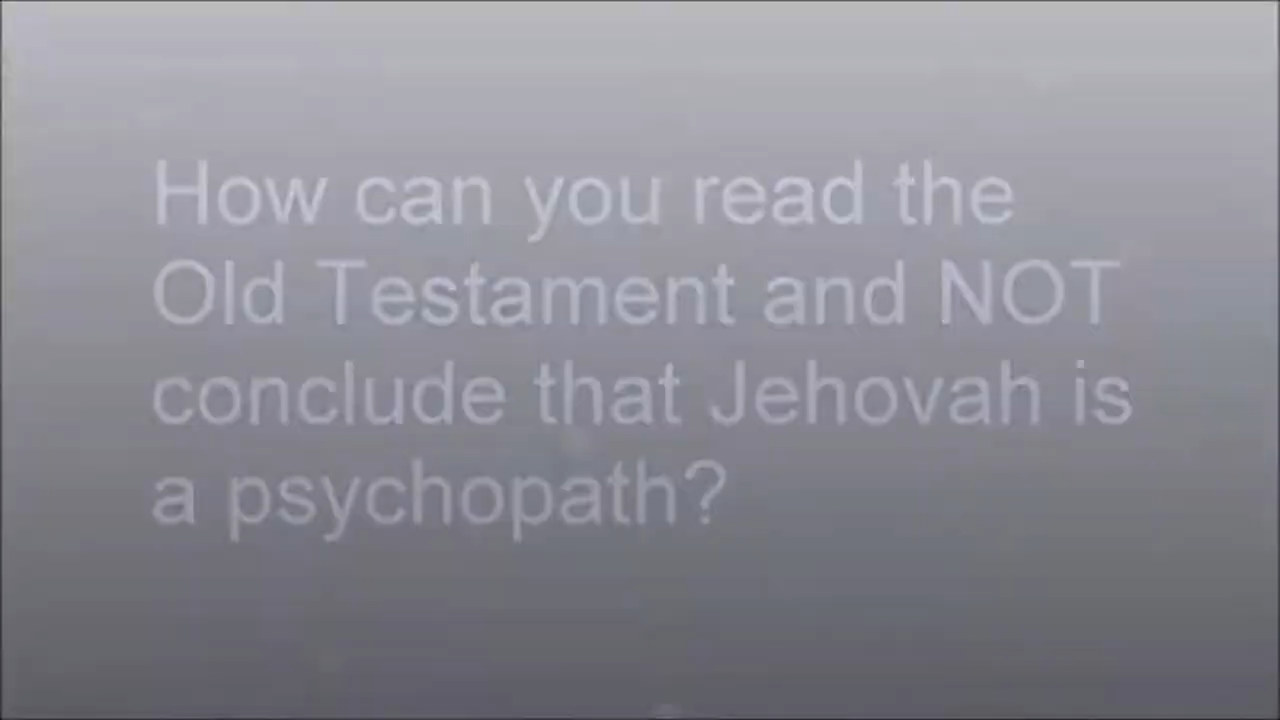 How can you read the
Old Testament and NOT
conclude that Jehovah is
a psychopath?